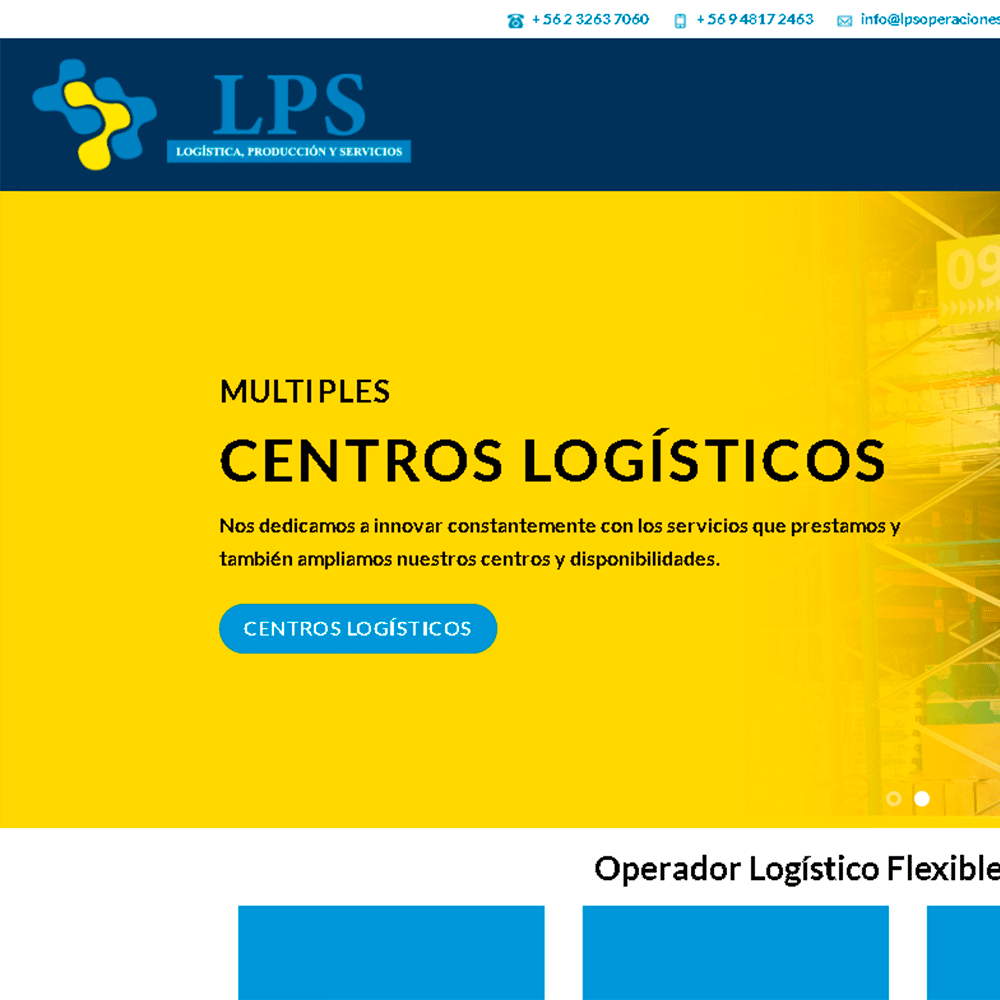 + 56 2 3263 7060 + 56 9 4817 2463 info@lpsoperaciones
LPS
LOGÍSTICA, PRODUCCIÓN Y SERVICIOS
09
MULTIPLES
CENTROS LOGÍSTICOS
Nos dedicamos a innovar constantemente con los servicios que prestamos y
también ampliamos nuestros centros y disponibilidades.
CENTROS LOGÍSTICOS
Operador Logístico Flexible